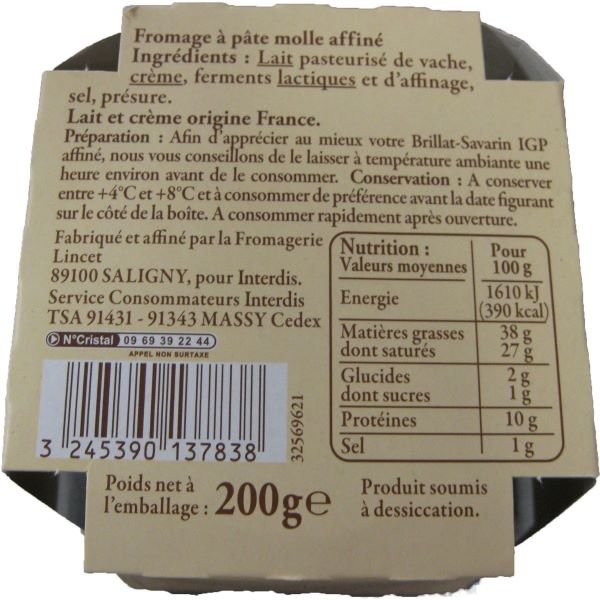 Fromage à pâte molle affiné
Ingrédients : Lait pasteurisé de vache,
crème, ferments lactiques et d'affinage,
sel, présure.
Lait et crème origine France.
Préparation : Afin d'apprécier au mieux votre Brillat-Savarin IGP
affiné, nous vous conseillons de le laisser à température ambiante une
heure environ avant de le consommer. Conservation : A conserver
entre +4°C et +8°C et à consommer de préférence avant la date figurant
sur le côté de la boîte. A consommer rapidement après ouverture.
Fabriqué et affiné par la Fromagerie
Lincet
89100 SALIGNY, pour Interdis.
Service Consommateurs Interdis
TSA 91431 - 91343 MASSY Cedex
N°Cristal 09 69 39 22 44
APPEL NON SURTAXE
3 245390 137838
32569621
Nutrition :
Valeurs moyennes
Pour
100 g
Energie
1610 kJ
(390 kcal)
Matières grasses 38 g
dont saturés 27 g
Glucides 2 g
dont sucres 1 g
Protéines 10 g
Sel 1 g
Poids net à
l'emballage : 200g e
Produit soumis
à dessiccation.